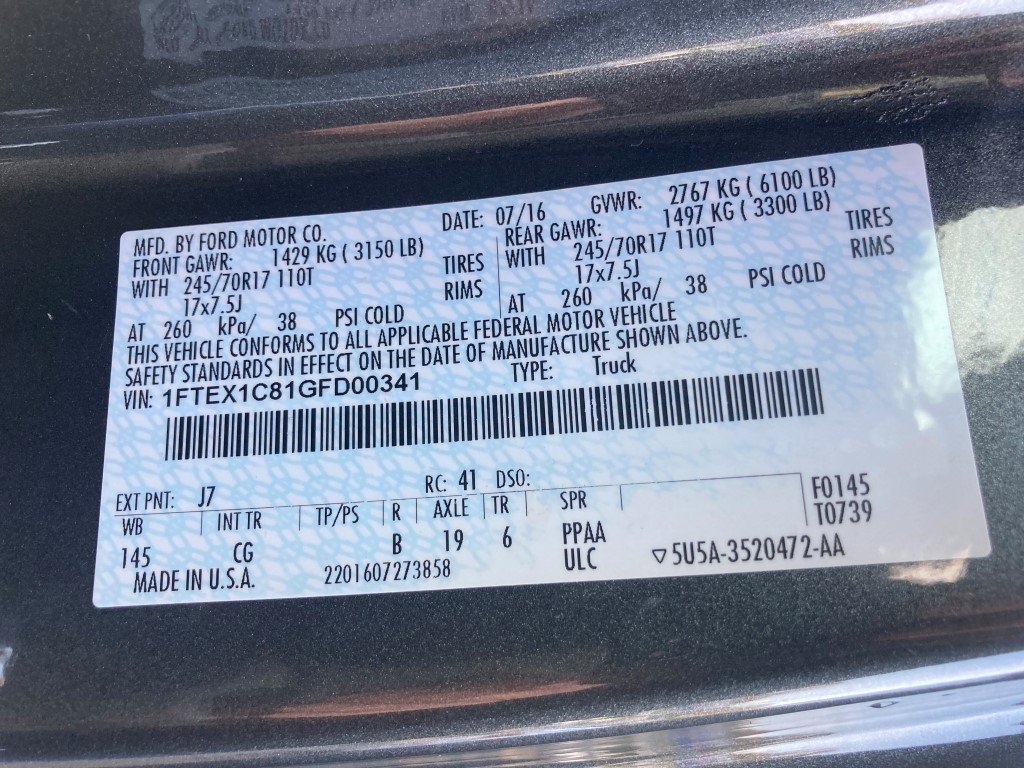 MFD. BY FORD MOTOR CO. DATE: 07/16 GVWR: 2767 KG ( 6100 LB)
FRONT GAWR: 1429 KG ( 3150 LB) REAR GAWR: 1497 KG ( 3300 LB)
WITH 245/70R17 110T TIRES WITH 245/70R17 110T TIRES
17x7.5J RIMS 17x7.5J RIMS
AT 260 kPa/ 38 PSI COLD AT 260 kPa/ 38 PSI COLD
THIS VEHICLE CONFORMS TO ALL APPLICABLE FEDERAL MOTOR VEHICLE
SAFETY STANDARDS IN EFFECT ON THE DATE OF MANUFACTURE SHOWN ABOVE.
VIN: 1FTEX1C81GFD00341 TYPE: Truck
EXT PNT: J7 RC: 41 DSO:
WB INT TR TP/PS R AXLE TR SPR F0145
145 CG B 19 6 PPAA T0739
ULC ▽5U5A-3520472-AA
MADE IN U.S.A. 2201607273858